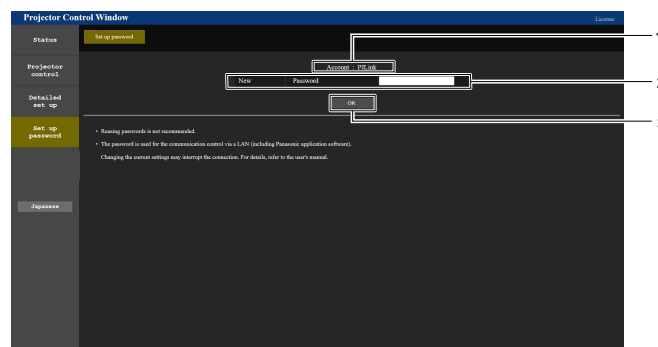 Projector Control Window
License
Status
Set up password
Projector
control
Account : PJLink
New Password
Detailed
set up
OK
Set up
password
• Reusing passwords is not recommended.
• The password is used for the communication control via a LAN (including Panasonic application software).
Changing the current settings may interrupt the connection. For details, refer to the user's manual.
Japanese